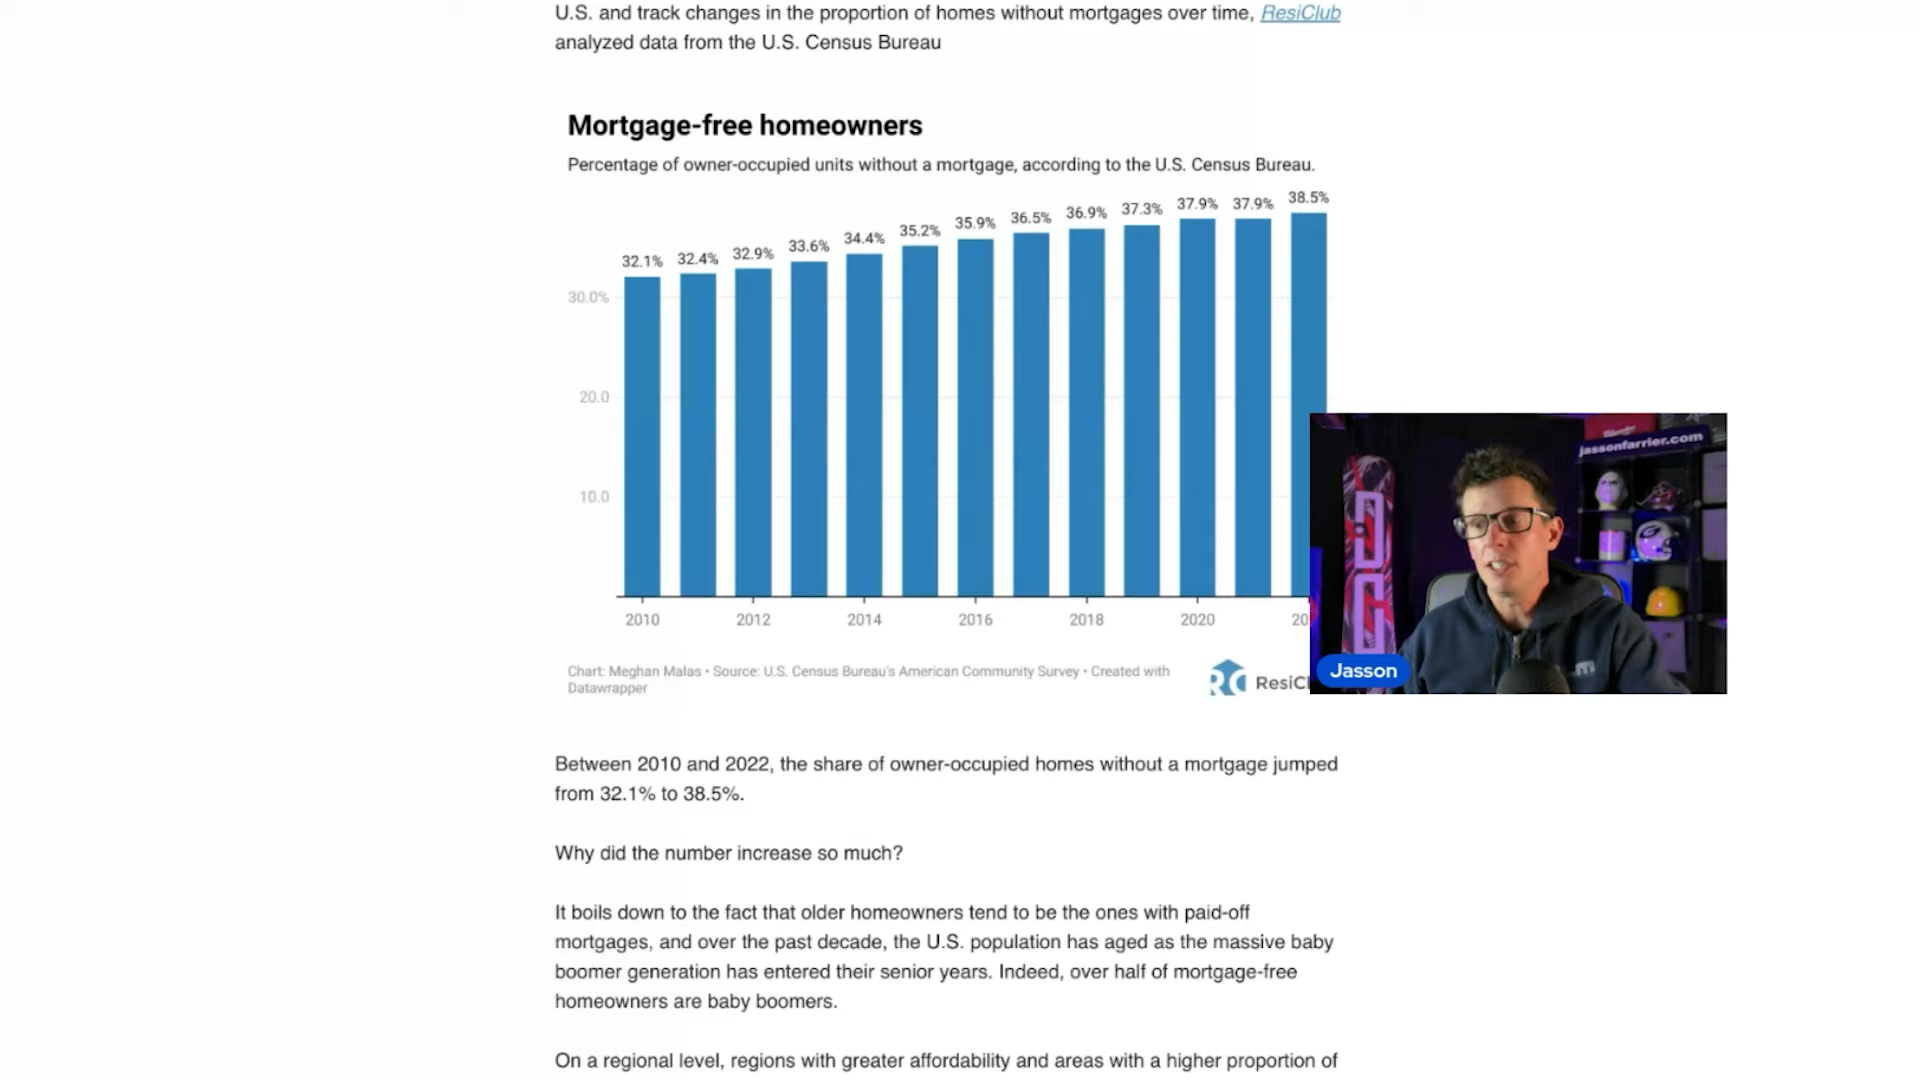 U.S. and track changes in the proportion of homes without mortgages over time, ResiClub
analyzed data from the U.S. Census Bureau
Mortgage-free homeowners
Percentage of owner-occupied units without a mortgage, according to the U.S. Census Bureau.
32.1% 32.4% 32.9% 33.6% 34.4% 35.2% 35.9% 36.5% 36.9% 37.3% 37.9% 37.9% 38.5%
30.0%
20.0
10.0
2010 2012 2014 2016 2018 2020 20
jassonfarrier.com
Jasson
Chart: Meghan Malas • Source: U.S. Census Bureau's American Community Survey • Created with
Datawrapper
ResiCl
Between 2010 and 2022, the share of owner-occupied homes without a mortgage jumped
from 32.1% to 38.5%.
Why did the number increase so much?
It boils down to the fact that older homeowners tend to be the ones with paid-off
mortgages, and over the past decade, the U.S. population has aged as the massive baby
boomer generation has entered their senior years. Indeed, over half of mortgage-free
homeowners are baby boomers.
On a regional level, regions with greater affordability and areas with a higher proportion of